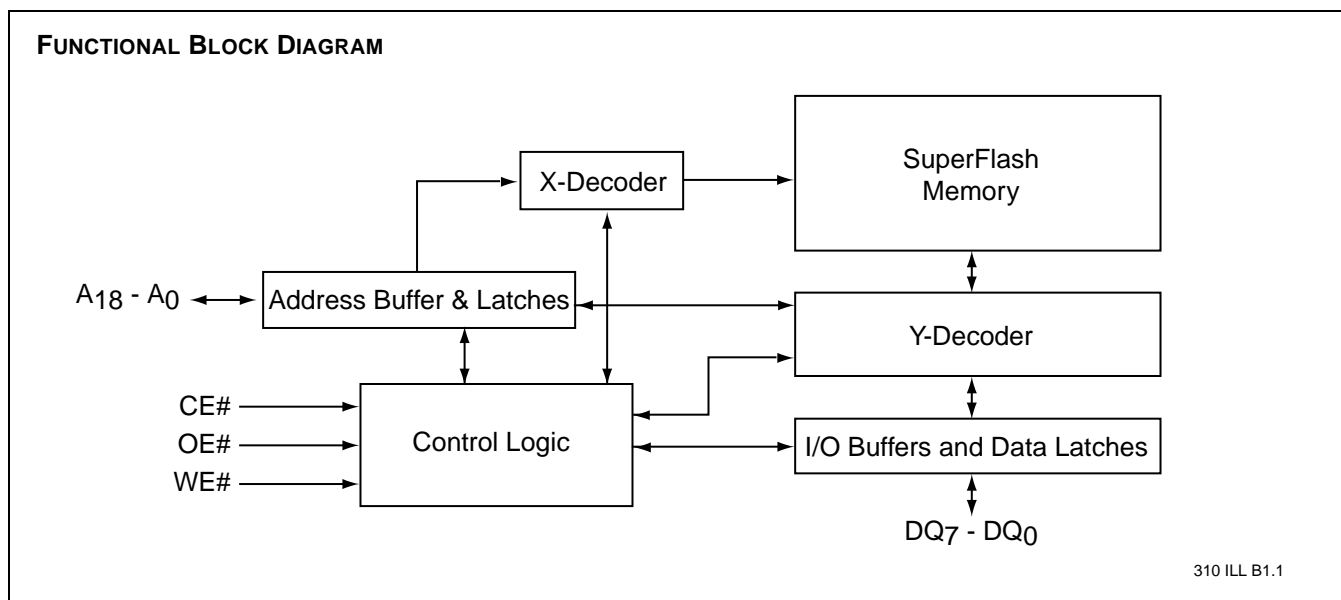 FUNCTIONAL BLOCK DIAGRAM
SuperFlash
Memory
X-Decoder
A18 - A0
Address Buffer & Latches
Y-Decoder
CE#
OE#
WE#
Control Logic
I/O Buffers and Data Latches
DQ7 - DQ0
310 ILL B1.1